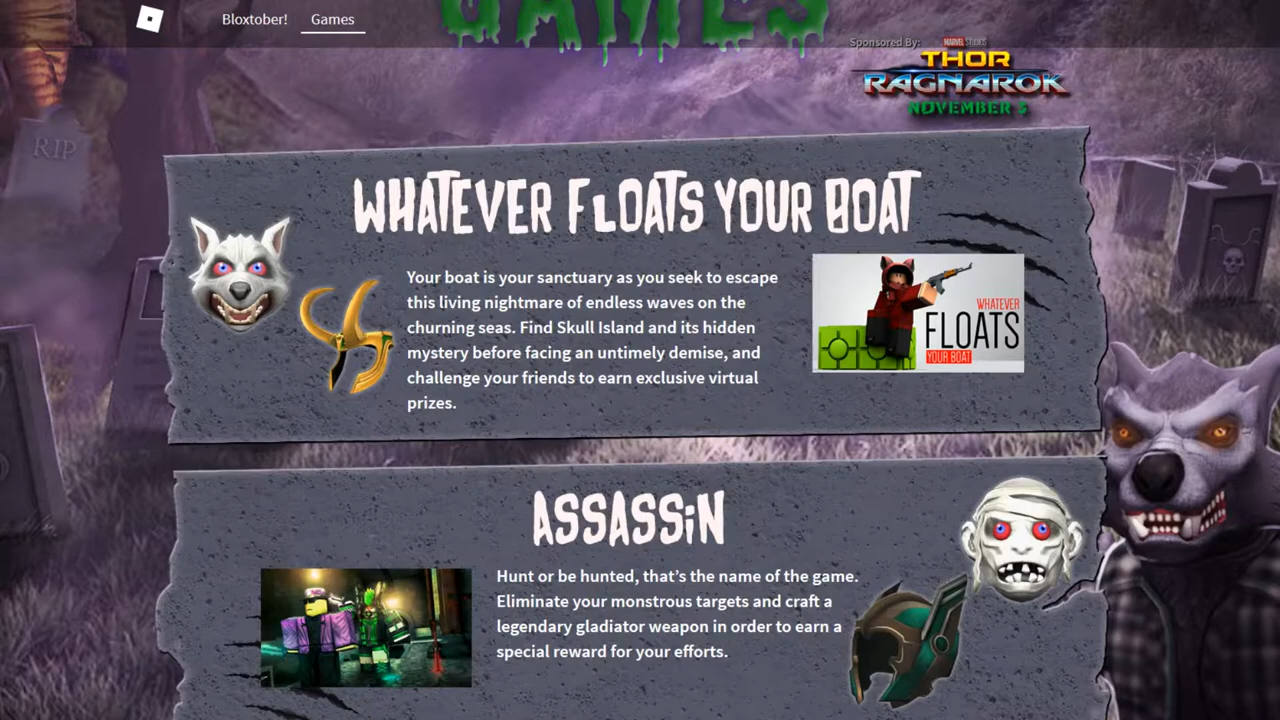 Bloxtober! Games
GAMES
Sponsored By: MARVEL STUDIOS
THOR
RAGNAROK
NOVEMBER 3
RIP
WHATEVER FLOATS YOUR BOAT
Your boat is your sanctuary as you seek to escape
this living nightmare of endless waves on the
churning seas. Find Skull Island and its hidden
mystery before facing an untimely demise, and
challenge your friends to earn exclusive virtual
prizes.
WHATEVER
FLOATS
YOUR BOAT
ASSASSiN
Hunt or be hunted, that’s the name of the game.
Eliminate your monstrous targets and craft a
legendary gladiator weapon in order to earn a
special reward for your efforts.